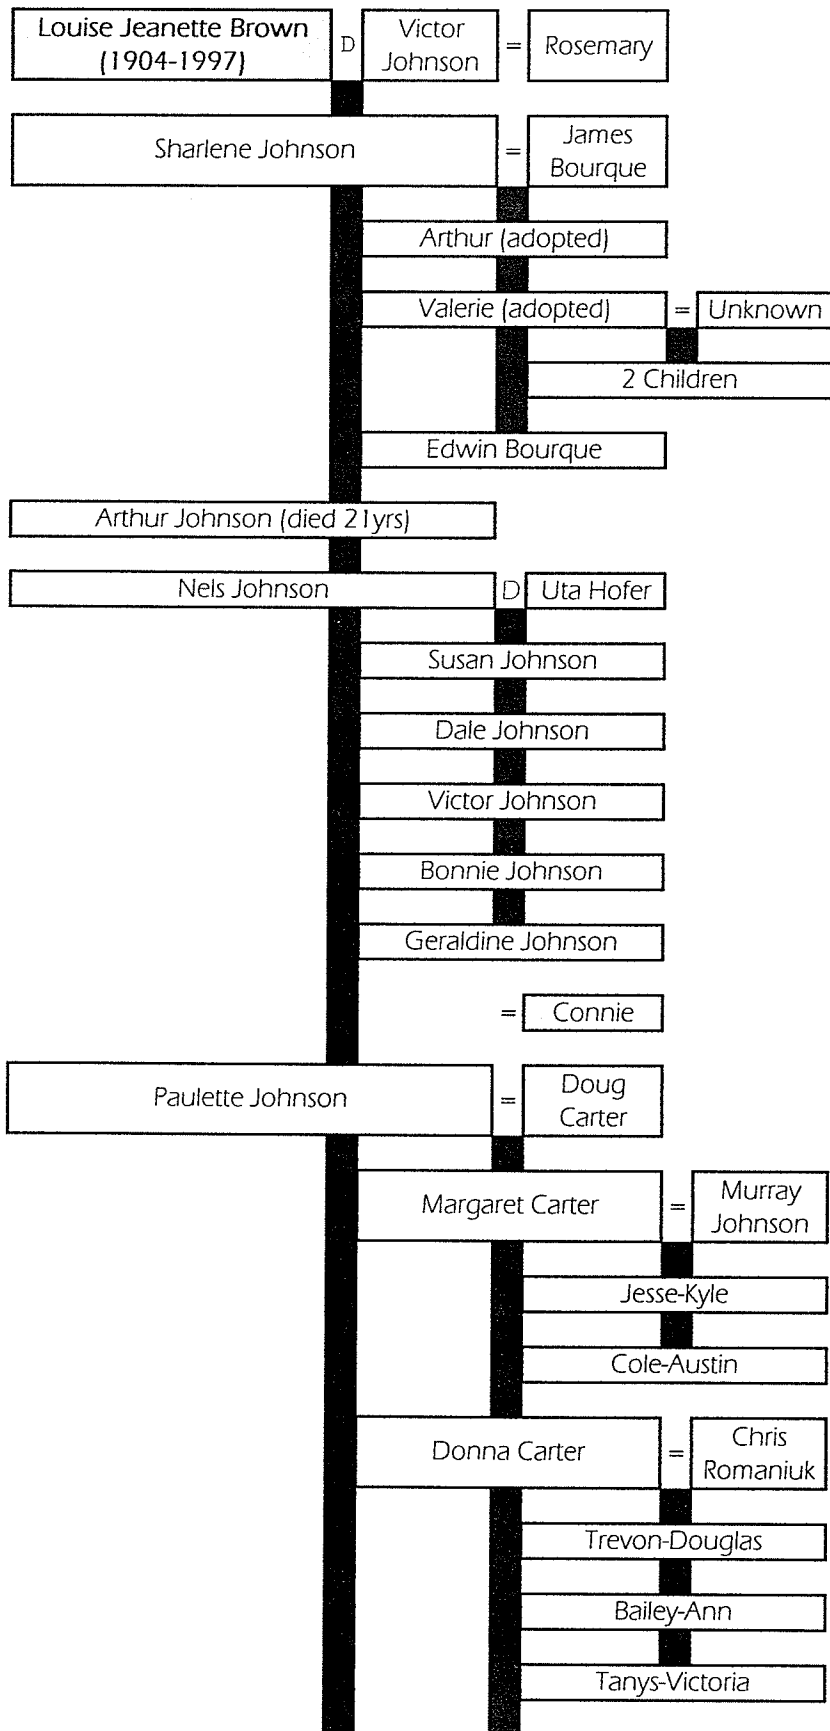 Louise Jeanette Brown
(1904-1997)
D
Victor
Johnson
=
Rosemary
Sharlene Johnson
=
James
Bourque
Arthur (adopted)
Valerie (adopted)
=
Unknown
2 Children
Edwin Bourque
Arthur Johnson (died 21yrs)
Nels Johnson
D
Uta Hofer
Susan Johnson
Dale Johnson
Victor Johnson
Bonnie Johnson
Geraldine Johnson
=
Connie
Paulette Johnson
=
Doug
Carter
Margaret Carter
=
Murray
Johnson
Jesse-Kyle
Cole-Austin
Donna Carter
=
Chris
Romaniuk
Trevon-Douglas
Bailey-Ann
Tanys-Victoria